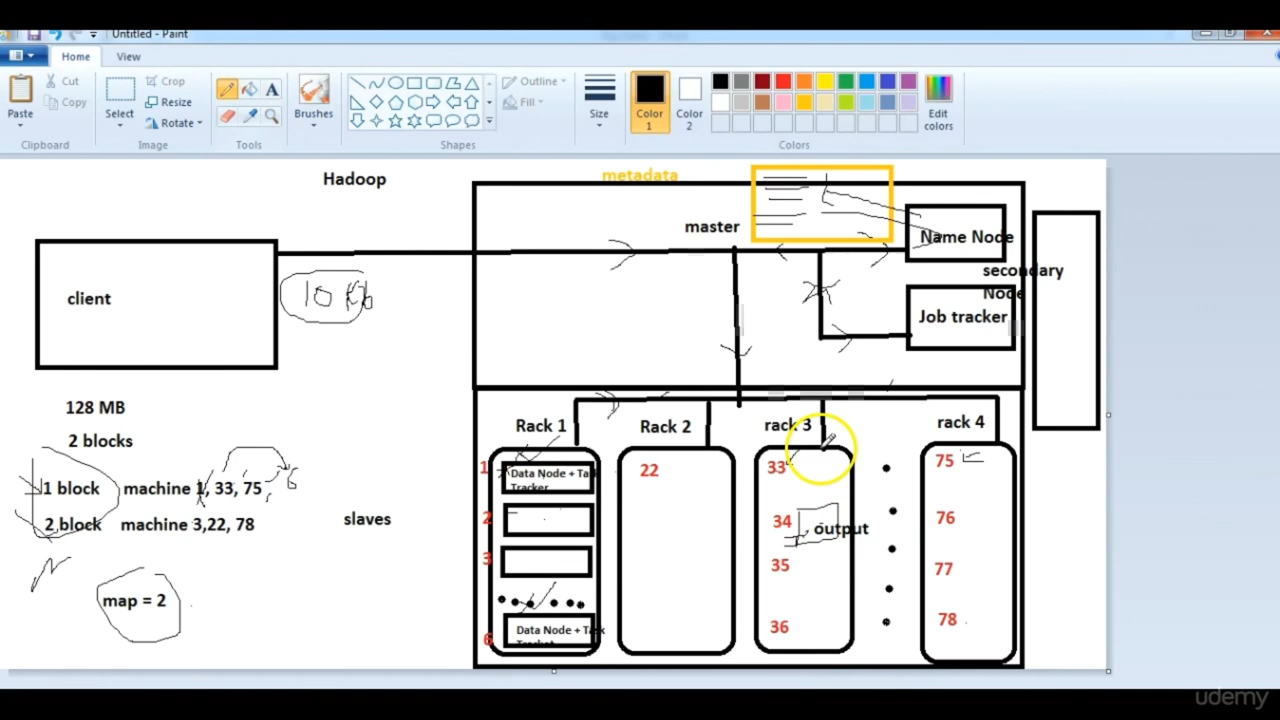 Untitled - Paint
Home View
Cut
Copy
Paste
Clipboard
Select
Crop
Resize
Rotate
Image
A
Tools
Brushes
Outline
Fill
Shapes
Size
Color
1
Color
2
Edit
colors
Colors
Hadoop
metadata
master
Name Node
secondary
Node
Job tracker
client
10 kb
128 MB
2 blocks
1 block machine 1, 33, 75,
6
2 block machine 3,22, 78
map = 2
slaves
Rack 1
Rack 2
rack 3
rack 4
1
Data Node + Task
Tracker
2
3
6
Data Node + Task
Tracket
22
33
34
output
35
36
75
76
77
78
udemy